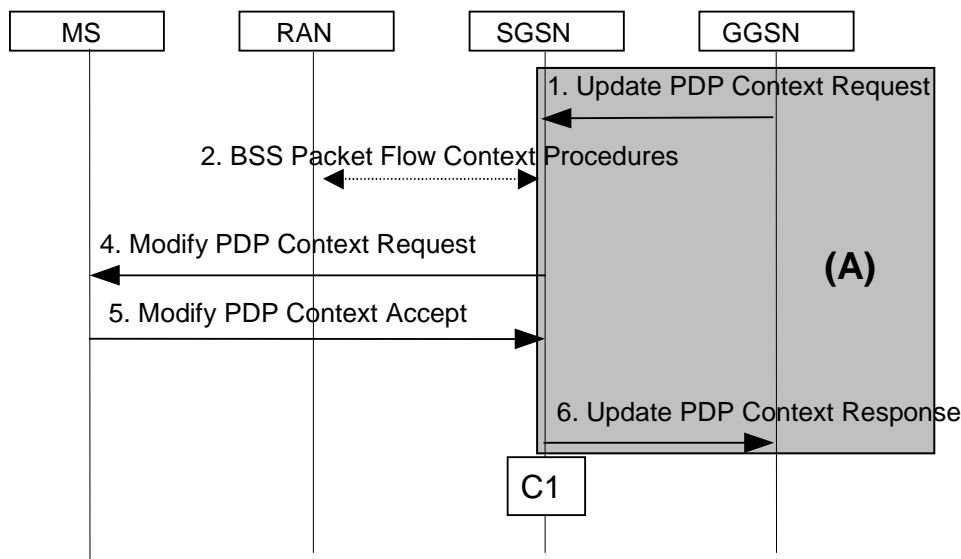 MS
RAN
SGSN
GGSN
1. Update PDP Context Request
2. BSS Packet Flow Context Procedures
4. Modify PDP Context Request
(A)
5. Modify PDP Context Accept
6. Update PDP Context Response
C1